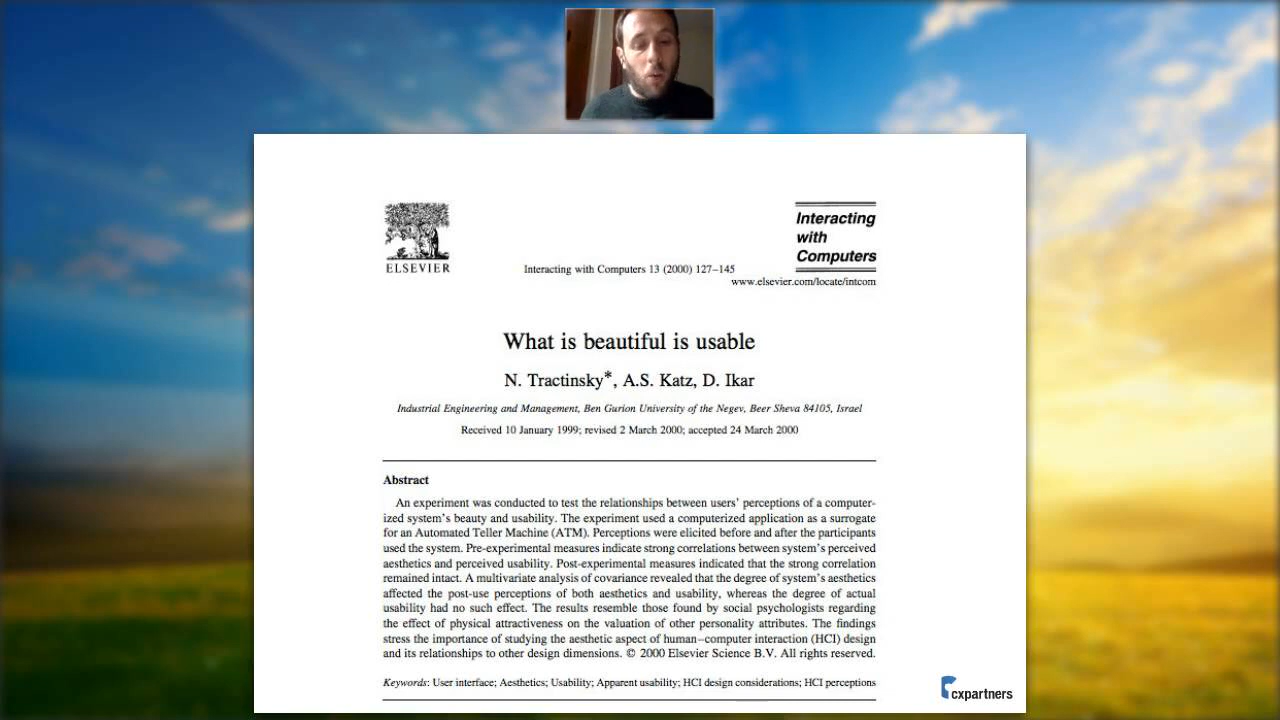 ELSEVIER
Interacting with Computers 13 (2000) 127–145
Interacting
with
Computers
www.elsevier.com/locate/intcom
What is beautiful is usable
N. Tractinsky*, A.S. Katz, D. Ikar
Industrial Engineering and Management, Ben Gurion University of the Negev, Beer Sheva 84105, Israel
Received 10 January 1999; revised 2 March 2000; accepted 24 March 2000
Abstract
An experiment was conducted to test the relationships between users' perceptions of a computer-
ized system's beauty and usability. The experiment used a computerized application as a surrogate
for an Automated Teller Machine (ATM). Perceptions were elicited before and after the participants
used the system. Pre-experimental measures indicate strong correlations between system's perceived
aesthetics and perceived usability. Post-experimental measures indicated that the strong correlation
remained intact. A multivariate analysis of covariance revealed that the degree of system's aesthetics
affected the post-use perceptions of both aesthetics and usability, whereas the degree of actual
usability had no such effect. The results resemble those found by social psychologists regarding
the effect of physical attractiveness on the valuation of other personality attributes. The findings
stress the importance of studying the aesthetic aspect of human–computer interaction (HCI) design
and its relationships to other design dimensions. © 2000 Elsevier Science B.V. All rights reserved.
Keywords: User interface; Aesthetics; Usability; Apparent usability; HCI design considerations; HCI perceptions
cxpartners